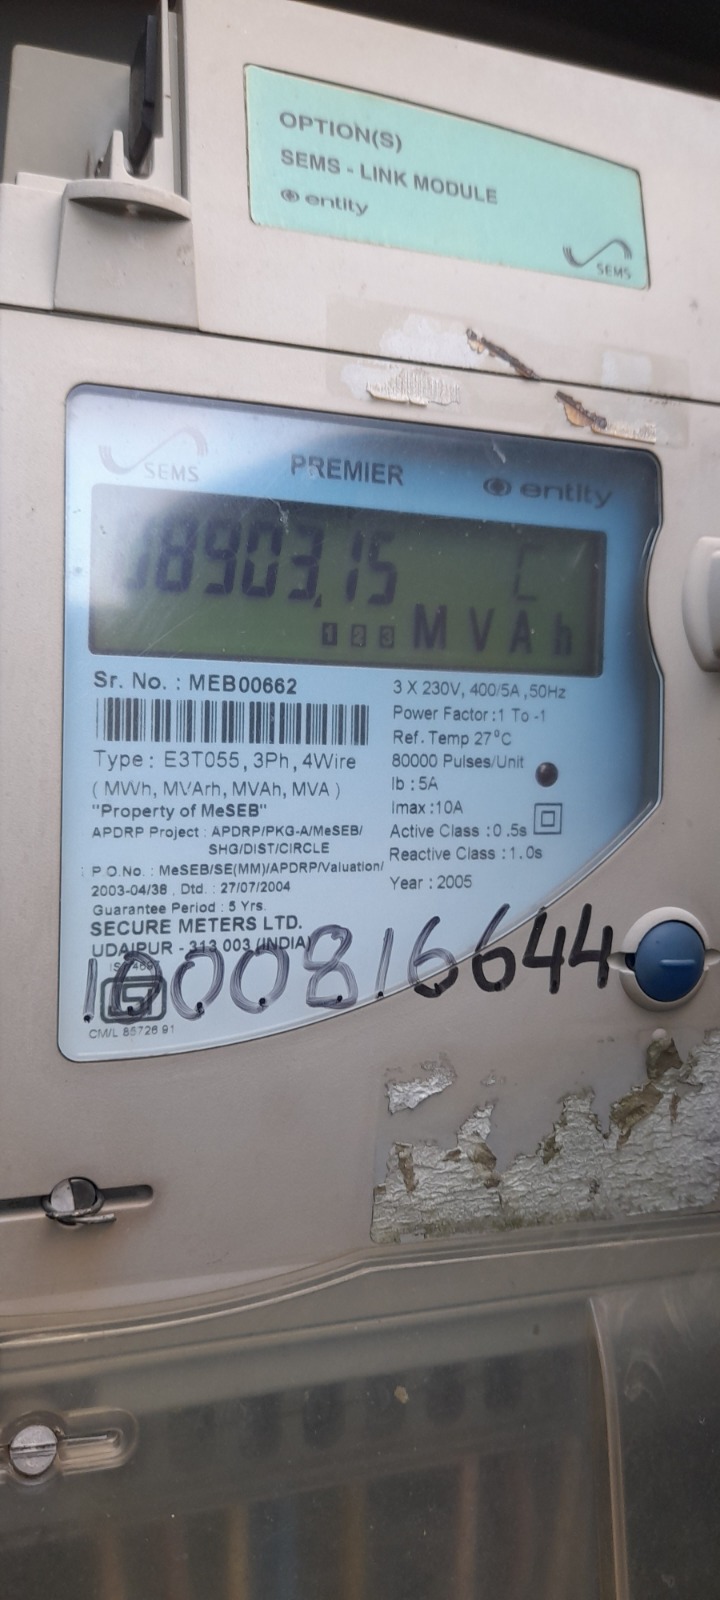 OPTION(S)
SEMS - LINK MODULE
entity
SEMS
SEMS PREMIER entity
18903.15 C
1 2 3 MVAh
Sr. No. : MEB00662
Type : E3T055, 3Ph, 4Wire
( MWh, MVArh, MVAh, MVA )
"Property of MeSEB"
APDRP Project : APDRP/PKG-A/MeSEB/
SHG/DIST/CIRCLE
P.O.No. : MeSEB/SE(MM)/APDRP/Valuation/
2003-04/38 , Dtd. : 27/07/2004
Guarantee Period : 5 Yrs.
SECURE METERS LTD.
UDAIPUR - 313 003 (INDIA)
3 X 230V, 400/5A ,50Hz
Power Factor :1 To -1
Ref. Temp 27°C
80000 Pulses/Unit
Ib : 5A
Imax :10A
Active Class :0.5s
Reactive Class :1.0s
Year : 2005
1000816644